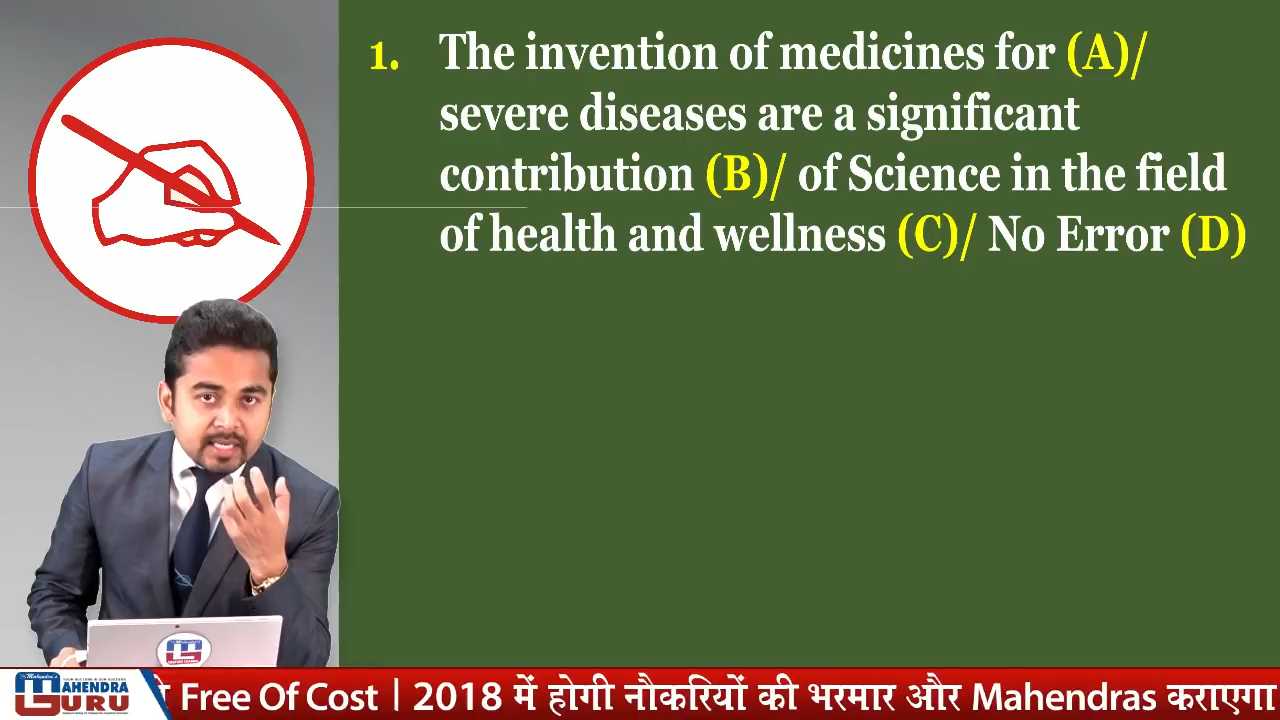 1. The invention of medicines for (A)/
severe diseases are a significant
contribution (B)/ of Science in the field
of health and wellness (C)/ No Error (D)
Mahendra's
MAHENDRA
GURU
Free Of Cost | 2018 में होगी नौकरियों की भरमार और Mahendras कराएगा